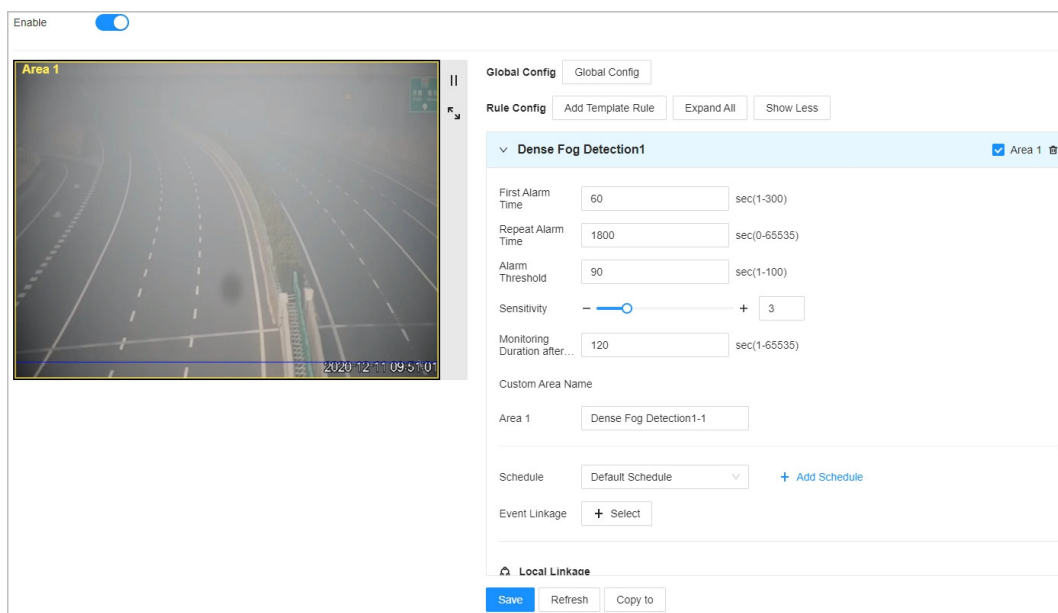 Enable
Area 1
2020-12-11 09:51:01
Global Config Global Config
Rule Config Add Template Rule Expand All Show Less
Dense Fog Detection1 Area 1
First Alarm
Time
60 sec(1-300)
Repeat Alarm
Time
1800 sec(0-65535)
Alarm
Threshold
90 sec(1-100)
Sensitivity − + 3
Monitoring
Duration after...
120 sec(1-65535)
Custom Area Name
Area 1 Dense Fog Detection1-1
Schedule Default Schedule + Add Schedule
Event Linkage + Select
Local Linkage
Save Refresh Copy to